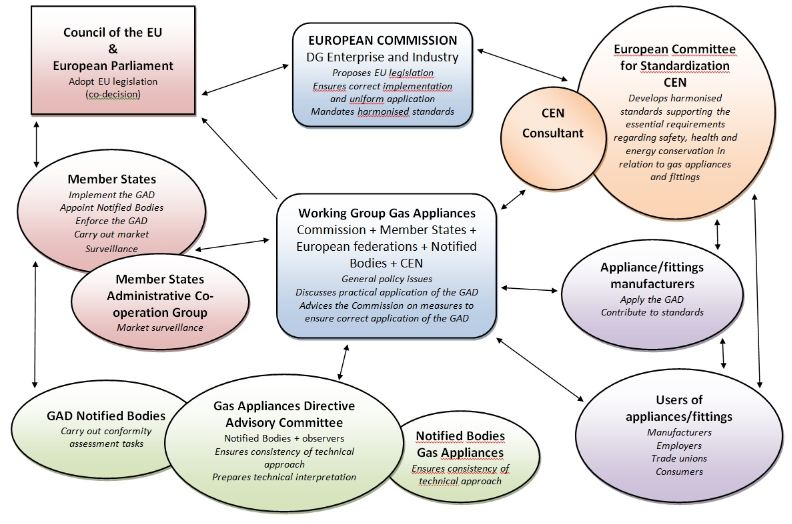 Council of the EU
&
European Parliament
Adopt EU legislation
(co-decision)
EUROPEAN COMMISSION
DG Enterprise and Industry
Proposes EU legislation
Ensures correct implementation
and uniform application
Mandates harmonised standards
European Committee
for Standardization
CEN
Develops harmonised
standards supporting the
essential requirements
regarding safety, health and
energy conservation in
relation to gas appliances
and fittings
CEN
Consultant
Member States
Implement the GAD
Appoint Notified Bodies
Enforce the GAD
Carry out market
Surveillance
Member States
Administrative Co-
operation Group
Market surveillance
Working Group Gas Appliances
Commission + Member States +
European federations + Notified
Bodies + CEN
General policy issues
Discusses practical application of the GAD
Advices the Commission on measures to
ensure correct application of the GAD
Appliance/fittings
manufacturers
Apply the GAD
Contribute to standards
GAD Notified Bodies
Carry out conformity
assessment tasks
Gas Appliances Directive
Advisory Committee
Notified Bodies + observers
Ensures consistency of technical
approach
Prepares technical interpretation
Notified Bodies
Gas Appliances
Ensures consistency of
technical approach
Users of
appliances/fittings
Manufacturers
Employers
Trade unions
Consumers